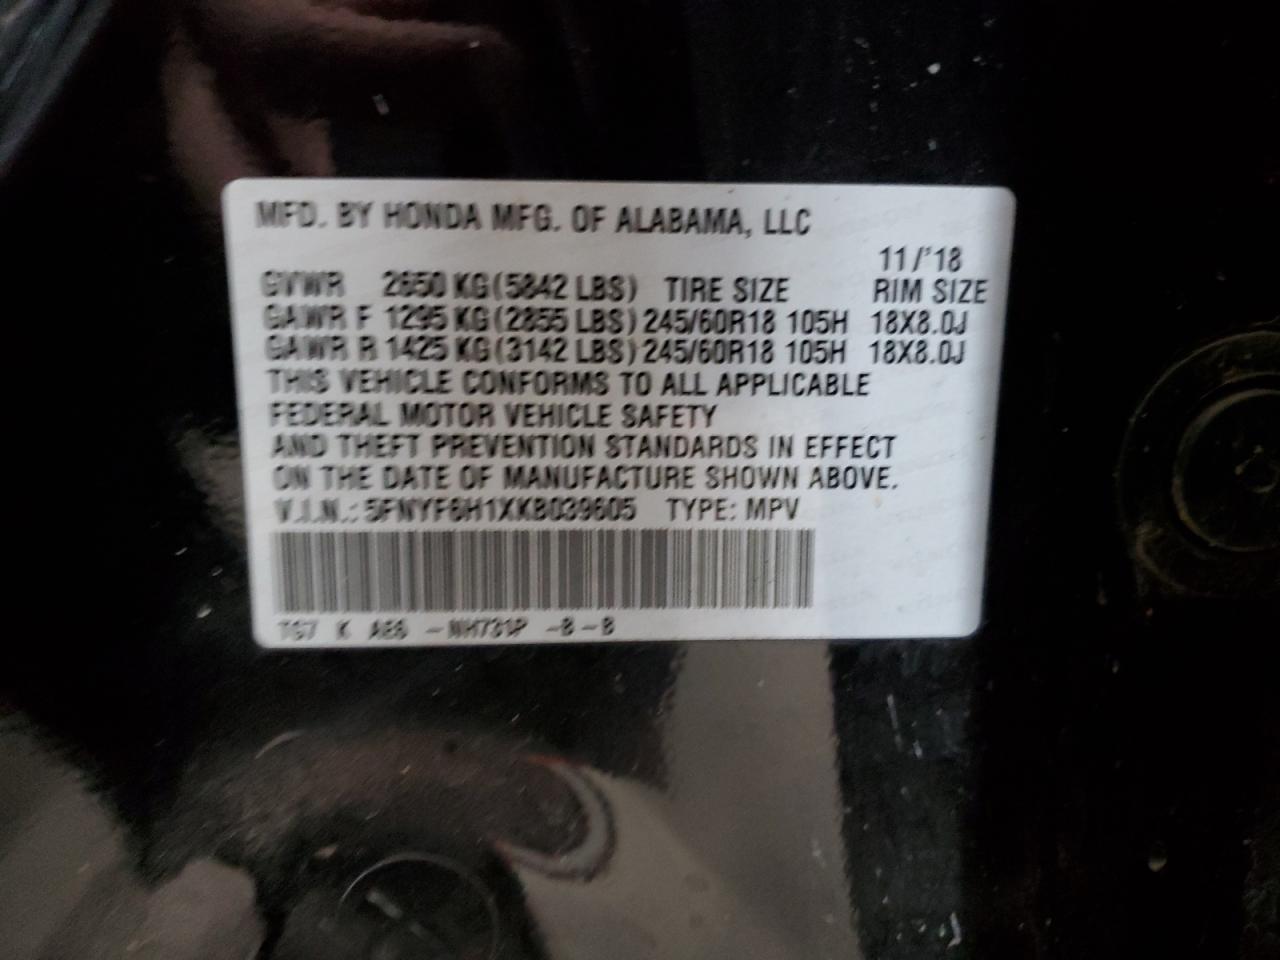 MFD. BY HONDA MFG. OF ALABAMA, LLC
11/'18
GVWR 2650 KG(5842 LBS) TIRE SIZE RIM SIZE
GAWR F 1295 KG(2855 LBS) 245/60R18 105H 18X8.0J
GAWR R 1425 KG(3142 LBS) 245/60R18 105H 18X8.0J
THIS VEHICLE CONFORMS TO ALL APPLICABLE
FEDERAL MOTOR VEHICLE SAFETY
AND THEFT PREVENTION STANDARDS IN EFFECT
ON THE DATE OF MANUFACTURE SHOWN ABOVE.
V.I.N.: 5FNYF6H1XKB039605 TYPE: MPV
TG7 K AE6 -NH731P -B-B